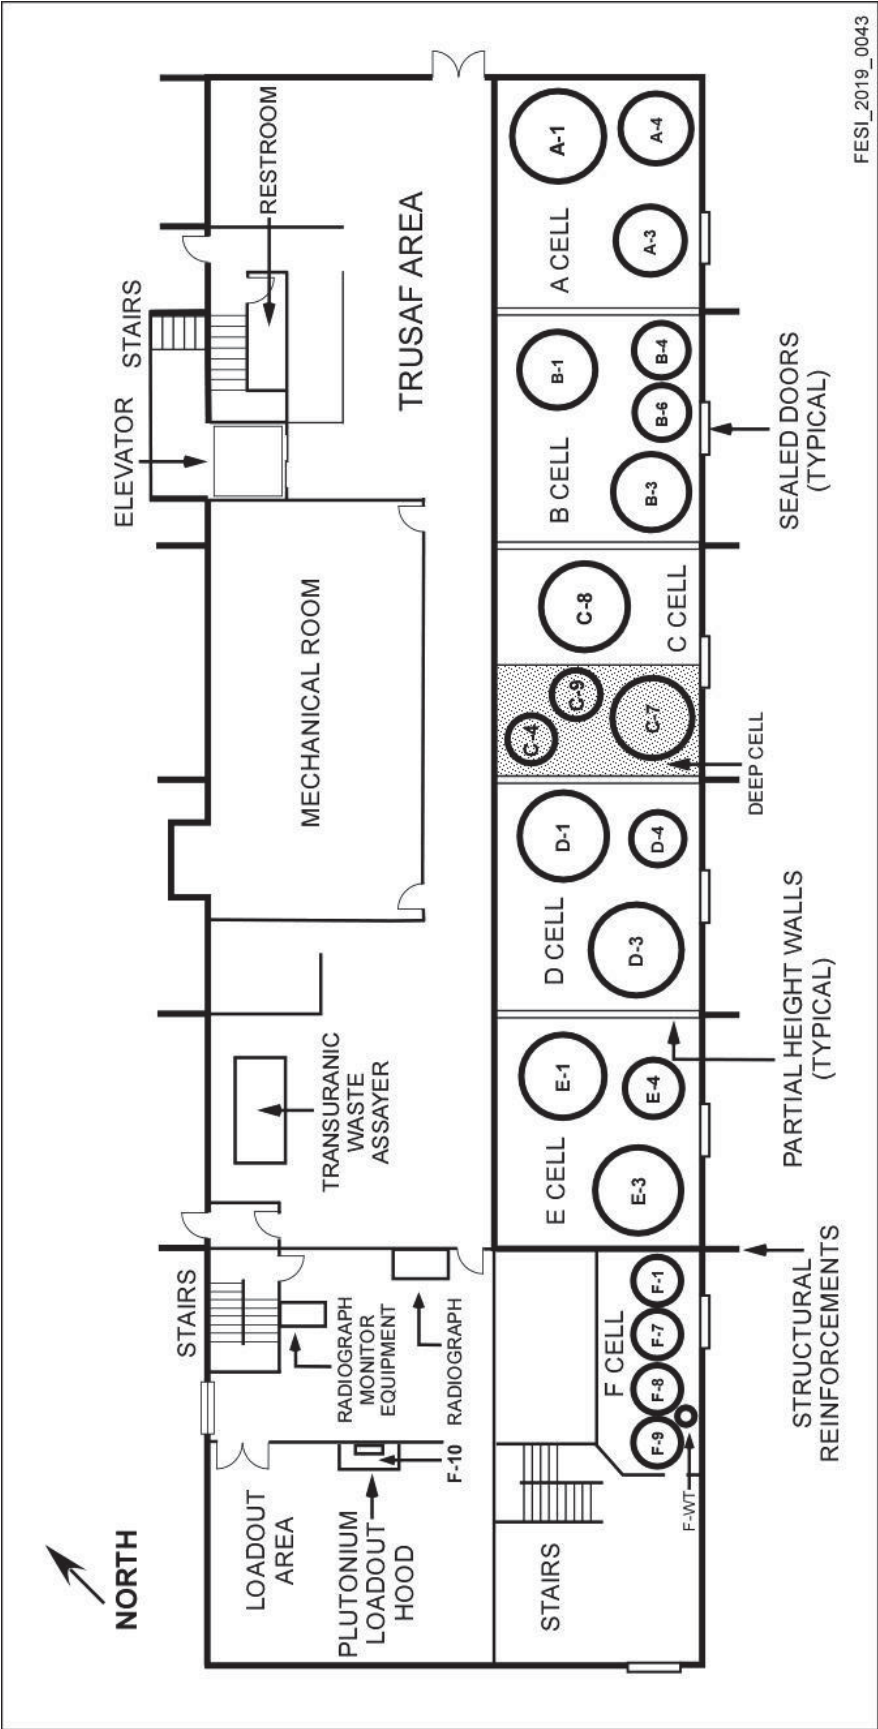 NORTH
STAIRS
ELEVATOR
STAIRS
RESTROOM
LOADOUT
AREA
PLUTONIUM
LOADOUT
HOOD
F-10
RADIOGRAPH
MONITOR
EQUIPMENT
RADIOGRAPH
TRANSURANIC
WASTE
ASSAYER
MECHANICAL ROOM
TRUSAF AREA
STAIRS
F-WT
F CELL
F-9
F-8
F-7
F-1
E CELL
E-1
E-3
E-4
D CELL
D-1
D-3
D-4
C-4
C-9
C-7
C-8
C CELL
B CELL
B-1
B-3
B-6
B-4
A CELL
A-1
A-3
A-4
STRUCTURAL
REINFORCEMENTS
PARTIAL HEIGHT WALLS
(TYPICAL)
DEEP CELL
SEALED DOORS
(TYPICAL)
FESI_2019_0043